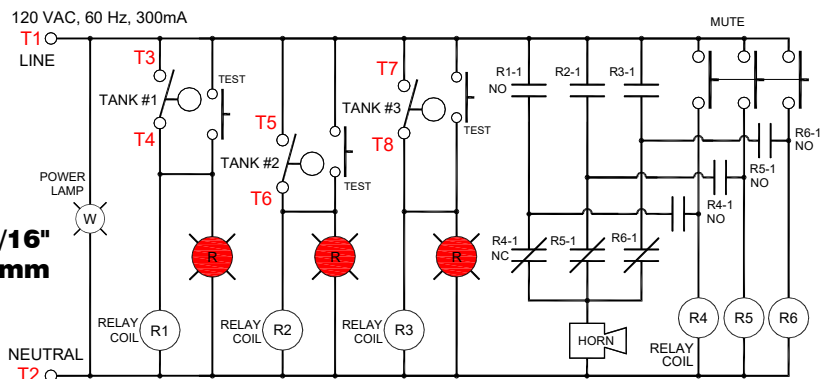 120 VAC, 60 Hz, 300mA
T1
LINE
MUTE
T3
TEST
TANK #1
T4
T5
TANK #2
T6
TEST
T7
TANK #3
T8
TEST
R1-1
NO
R2-1
R3-1
R6-1
NO
R5-1
NO
R4-1
NO
POWER
LAMP
W
/16"
mm
R
R
R
R4-1
NC
R5-1
R6-1
RELAY
COIL
R1
RELAY
COIL
R2
RELAY
COIL
R3
HORN
R4
R5
R6
RELAY
COIL
NEUTRAL
T2